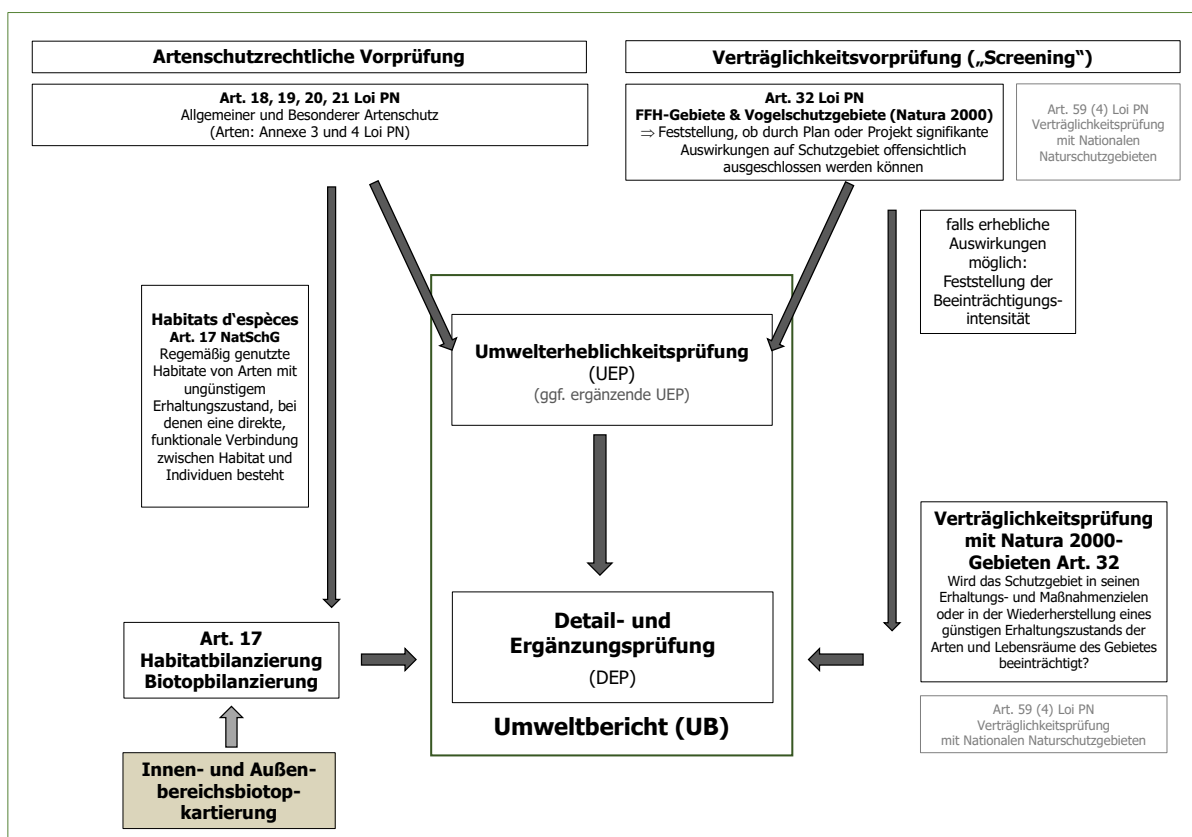 Artenschutzrechtliche Vorprüfung
Art. 18, 19, 20, 21 Loi PN
Allgemeiner und Besonderer Artenschutz
(Arten: Annexe 3 und 4 Loi PN)
Verträglichkeitsvorprüfung („Screening“)
Art. 32 Loi PN
FFH-Gebiete & Vogelschutzgebiete (Natura 2000)
⇒ Feststellung, ob durch Plan oder Projekt signifikante
Auswirkungen auf Schutzgebiet offensichtlich
ausgeschlossen werden können
Art. 59 (4) Loi PN
Verträglichkeitsprüfung
mit Nationalen
Naturschutzgebieten
falls erhebliche
Auswirkungen
möglich:
Feststellung der
Beeinträchtigungs-
intensität
Habitats d'espèces
Art. 17 NatSchG
Regemäßig genutzte
Habitate von Arten mit
ungünstigem
Erhaltungszustand, bei
denen eine direkte,
funktionale Verbindung
zwischen Habitat und
Individuen besteht
Umwelterheblichkeitsprüfung
(UEP)
(ggf. ergänzende UEP)
Verträglichkeitsprüfung
mit Natura 2000-
Gebieten Art. 32
Wird das Schutzgebiet in seinen
Erhaltungs- und Maßnahmenzielen
oder in der Wiederherstellung eines
günstigen Erhaltungszustands der
Arten und Lebensräume des Gebietes
beeinträchtigt?
Detail- und
Ergänzungsprüfung
(DEP)
Umweltbericht (UB)
Art. 17
Habitatbilanzierung
Biotopbilanzierung
Art. 59 (4) Loi PN
Verträglichkeitsprüfung
mit Nationalen Naturschutzgebieten
Innen- und Außen-
bereichsbiotop-
kartierung